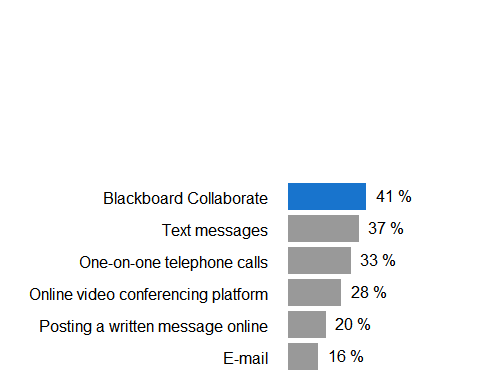 Blackboard Collaborate 41 %
Text messages 37 %
One-on-one telephone calls 33 %
Online video conferencing platform 28 %
Posting a written message online 20 %
E-mail 16 %